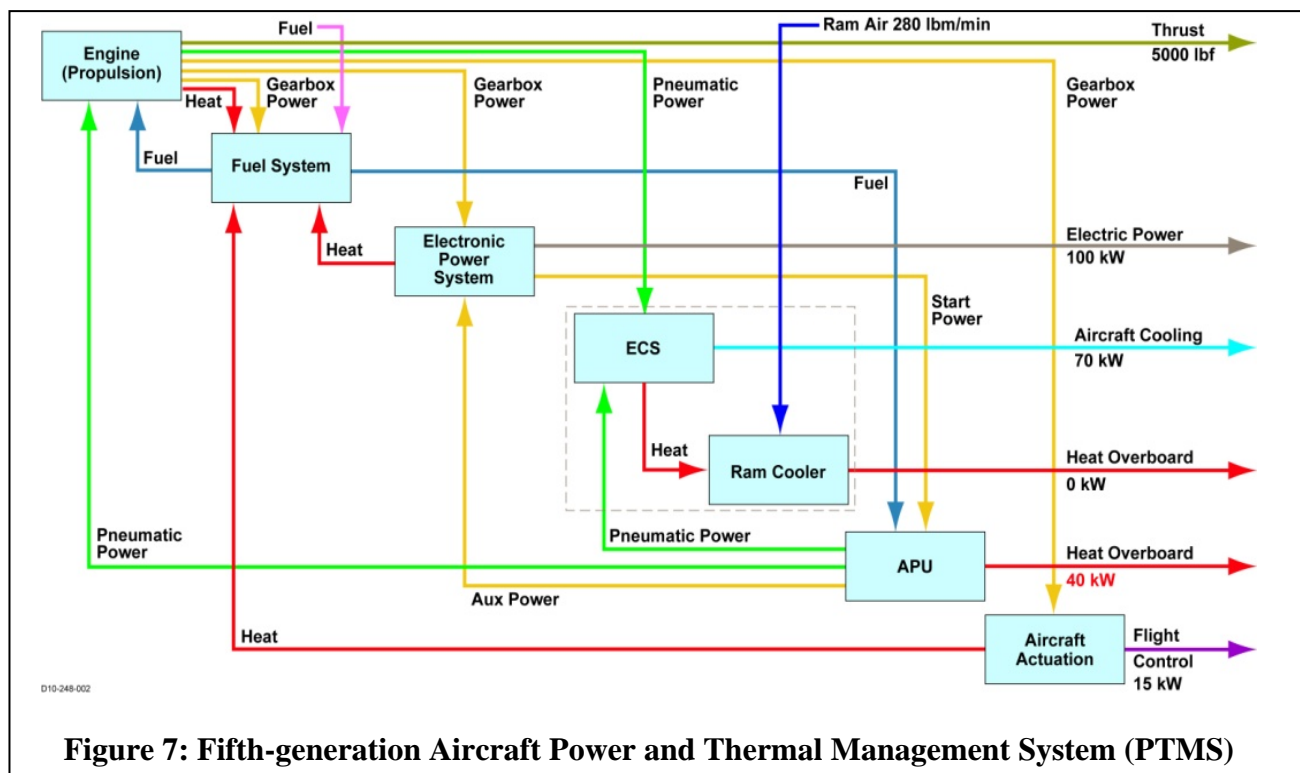 Fuel
Ram Air 280 lbm/min
Thrust
5000 lbf
Engine
(Propulsion)
Gearbox
Power
Gearbox
Power
Pneumatic
Power
Gearbox
Power
Heat
Fuel
Fuel System
Fuel
Electronic
Power
System
Heat
Electric Power
100 kW
Start
Power
ECS
Aircraft Cooling
70 kW
Heat
Ram Cooler
Heat Overboard
0 kW
Pneumatic
Power
Pneumatic Power
APU
Heat Overboard
40 kW
Aux Power
Heat
Aircraft
Actuation
Flight
Control
15 kW
D10-248-002
Figure 7: Fifth-generation Aircraft Power and Thermal Management System (PTMS)